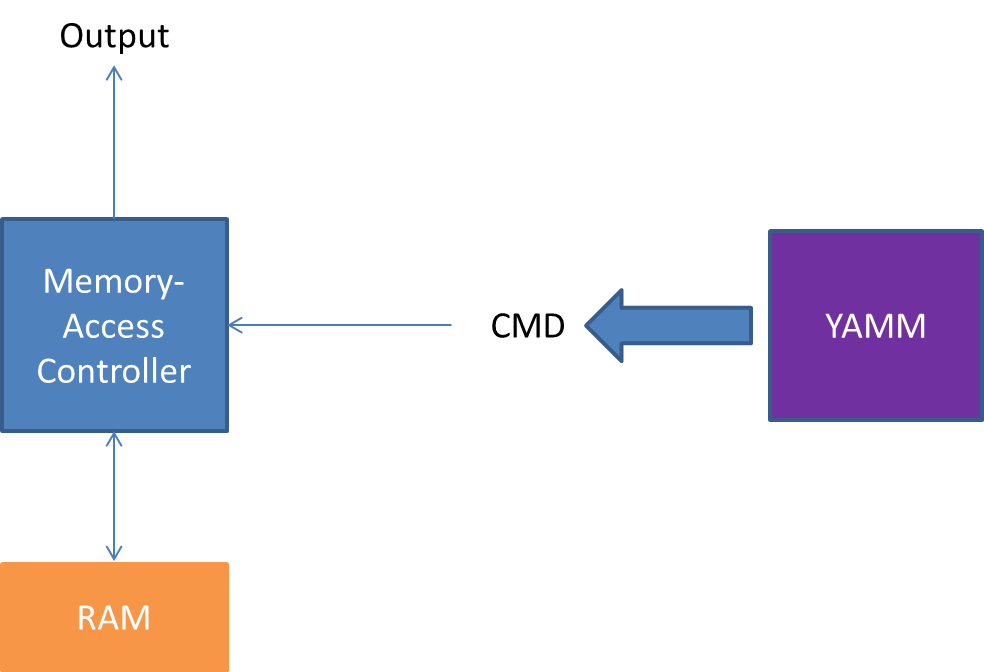 Output
Memory-
Access
Controller
CMD
YAMM
RAM